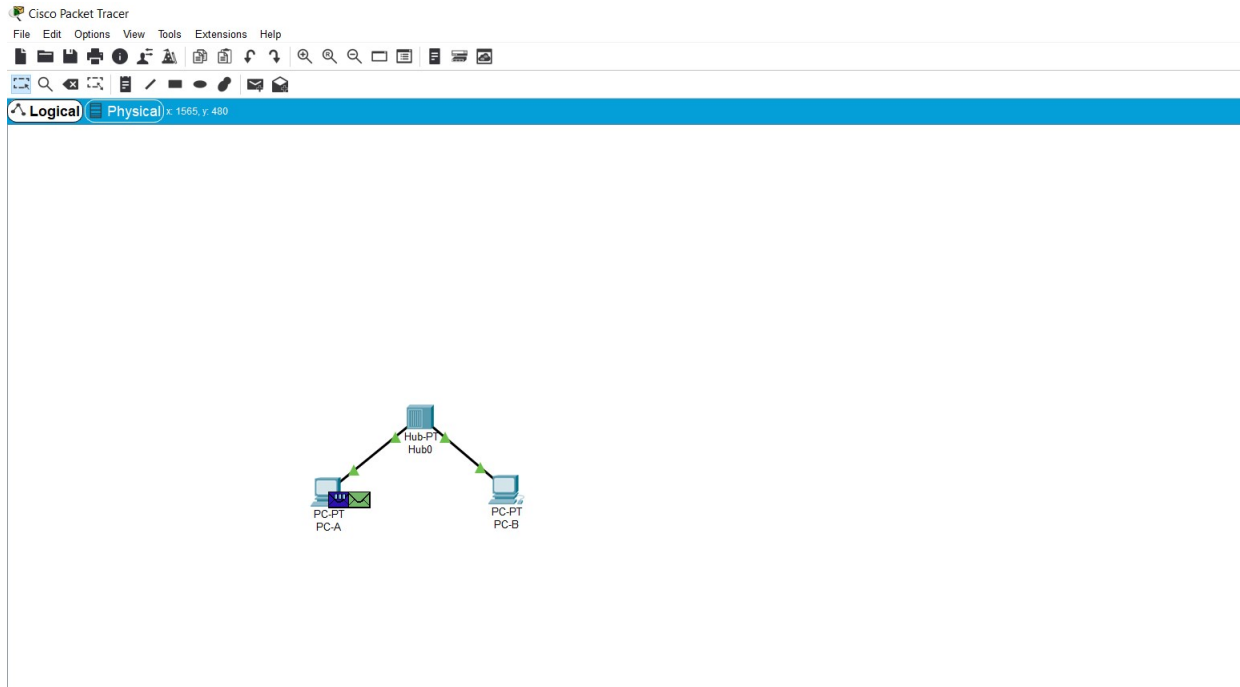 Cisco Packet Tracer
File Edit Options View Tools Extensions Help
Logical Physical x: 1565, y: 480
Hub-PT
Hub0
PC-PT
PC-A
PC-PT
PC-B